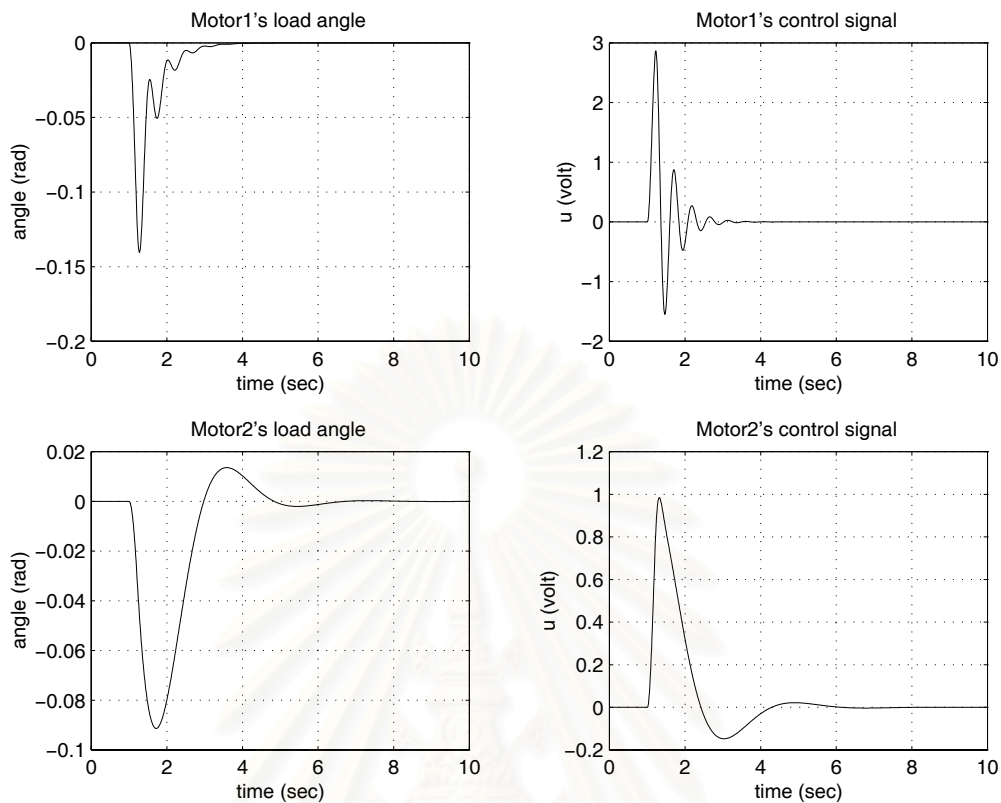 Motor1's load angle
0
−0.05
−0.1
−0.15
−0.2
angle (rad)
0 2 4 6 8 10
time (sec)
Motor1's control signal
3
2
1
0
−1
−2
u (volt)
0 2 4 6 8 10
time (sec)
Motor2's load angle
0.02
0
−0.02
−0.04
−0.06
−0.08
−0.1
angle (rad)
0 2 4 6 8 10
time (sec)
Motor2's control signal
1.2
1
0.8
0.6
0.4
0.2
0
−0.2
u (volt)
0 2 4 6 8 10
time (sec)